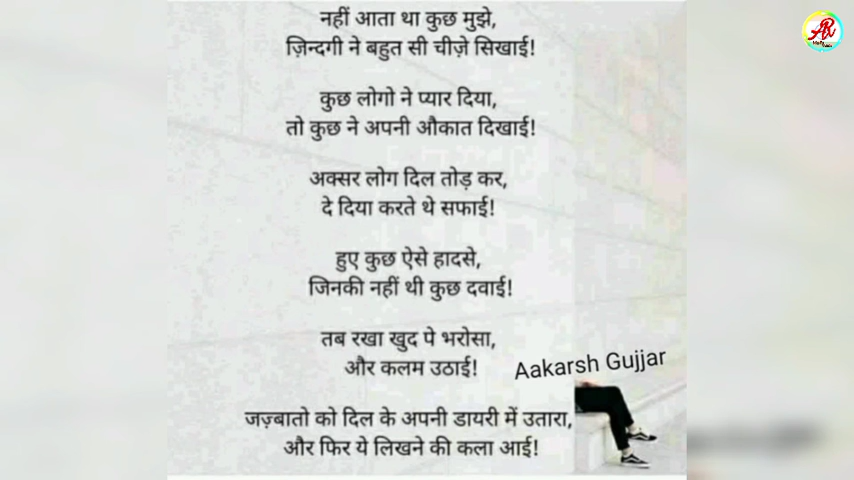 नहीं आता था कुछ मुझे,
ज़िन्दगी ने बहुत सी चीज़े सिखाई!
कुछ लोगो ने प्यार दिया,
तो कुछ ने अपनी औकात दिखाई!
अक्सर लोग दिल तोड़ कर,
दे दिया करते थे सफाई!
हुए कुछ ऐसे हादसे,
जिनकी नहीं थी कुछ दवाई!
तब रखा खुद पे भरोसा,
और कलम उठाई!
Aakarsh Gujjar
जज़्बातो को दिल के अपनी डायरी में उतारा,
और फिर ये लिखने की कला आई!